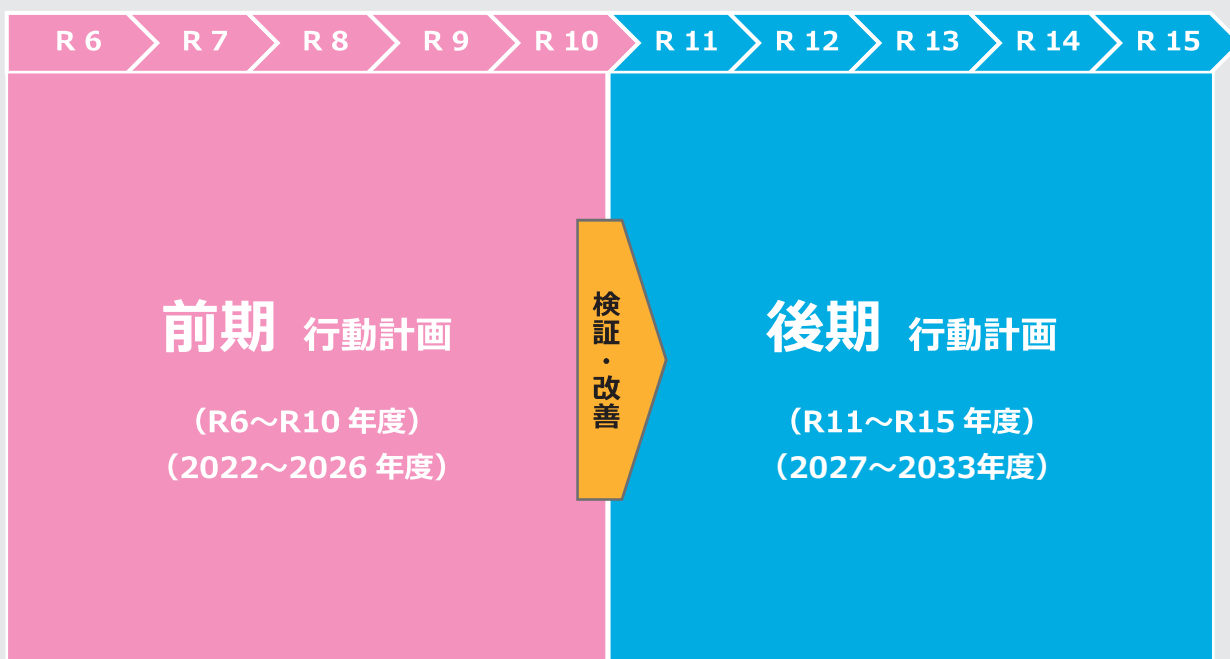 R 6 R 7 R 8 R 9 R 10 R 11 R 12 R 13 R 14 R 15
前期 行動計画
（R6～R10 年度）
（2022～2026 年度）
検証・改善
後期 行動計画
（R11～R15 年度）
（2027～2033年度）